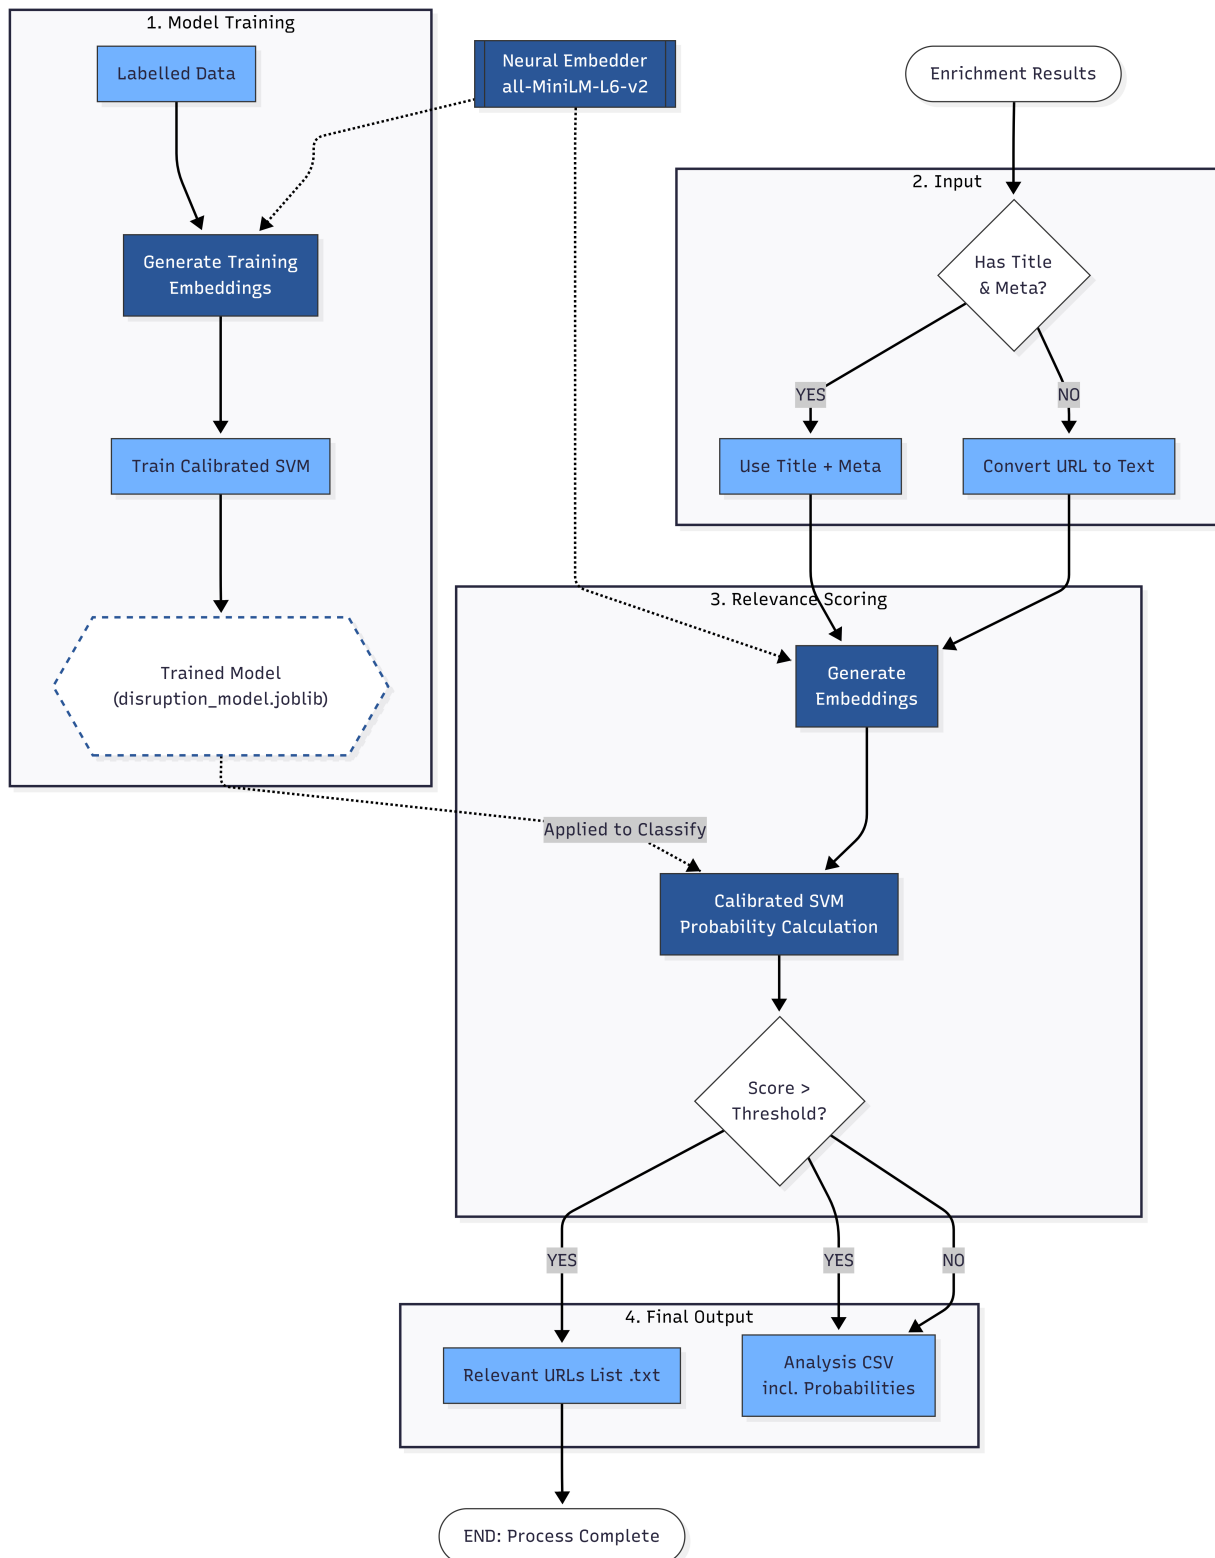 1. Model Training
Labelled Data
Neural Embedder
all-MiniLM-L6-v2
Enrichment Results
2. Input
Generate Training
Embeddings
Has Title
& Meta?
YES
NO
Train Calibrated SVM
Use Title + Meta
Convert URL to Text
3. Relevance Scoring
Trained Model
(disruption_model.joblib)
Generate
Embeddings
Applied to Classify
Calibrated SVM
Probability Calculation
Score >
Threshold?
YES
YES
NO
4. Final Output
Relevant URLs List .txt
Analysis CSV
incl. Probabilities
END: Process Complete